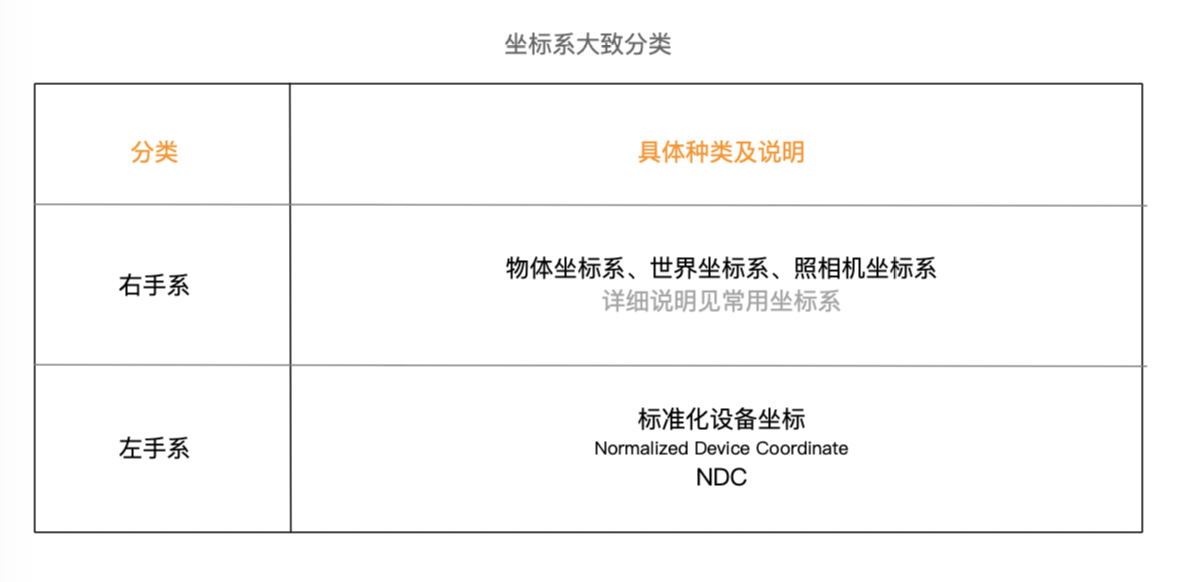 坐标系大致分类
分类
具体种类及说明
右手系
物体坐标系、世界坐标系、照相机坐标系
详细说明见常用坐标系
左手系
标准化设备坐标
Normalized Device Coordinate
NDC